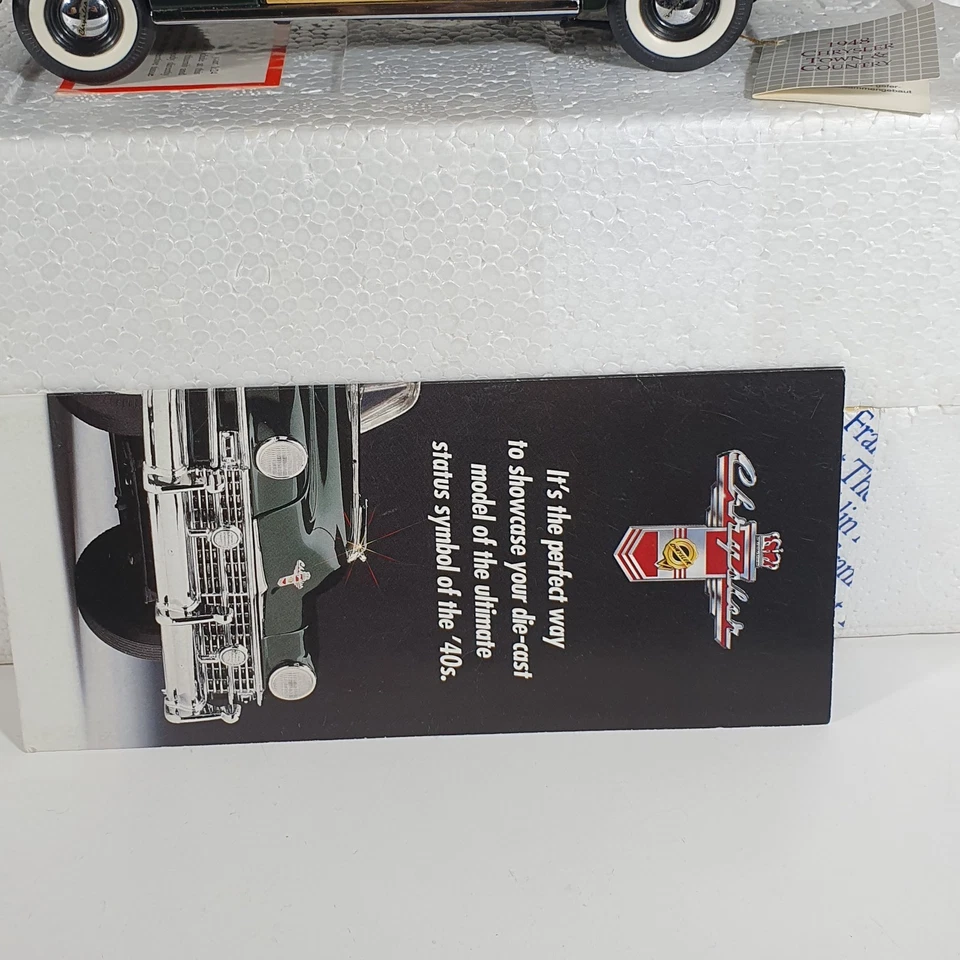 1948
CHRYSLER
TOWN &
COUNTRY
Chrysler
It's the perfect way
to showcase your die-cast
model of the ultimate
status symbol of the '40s.